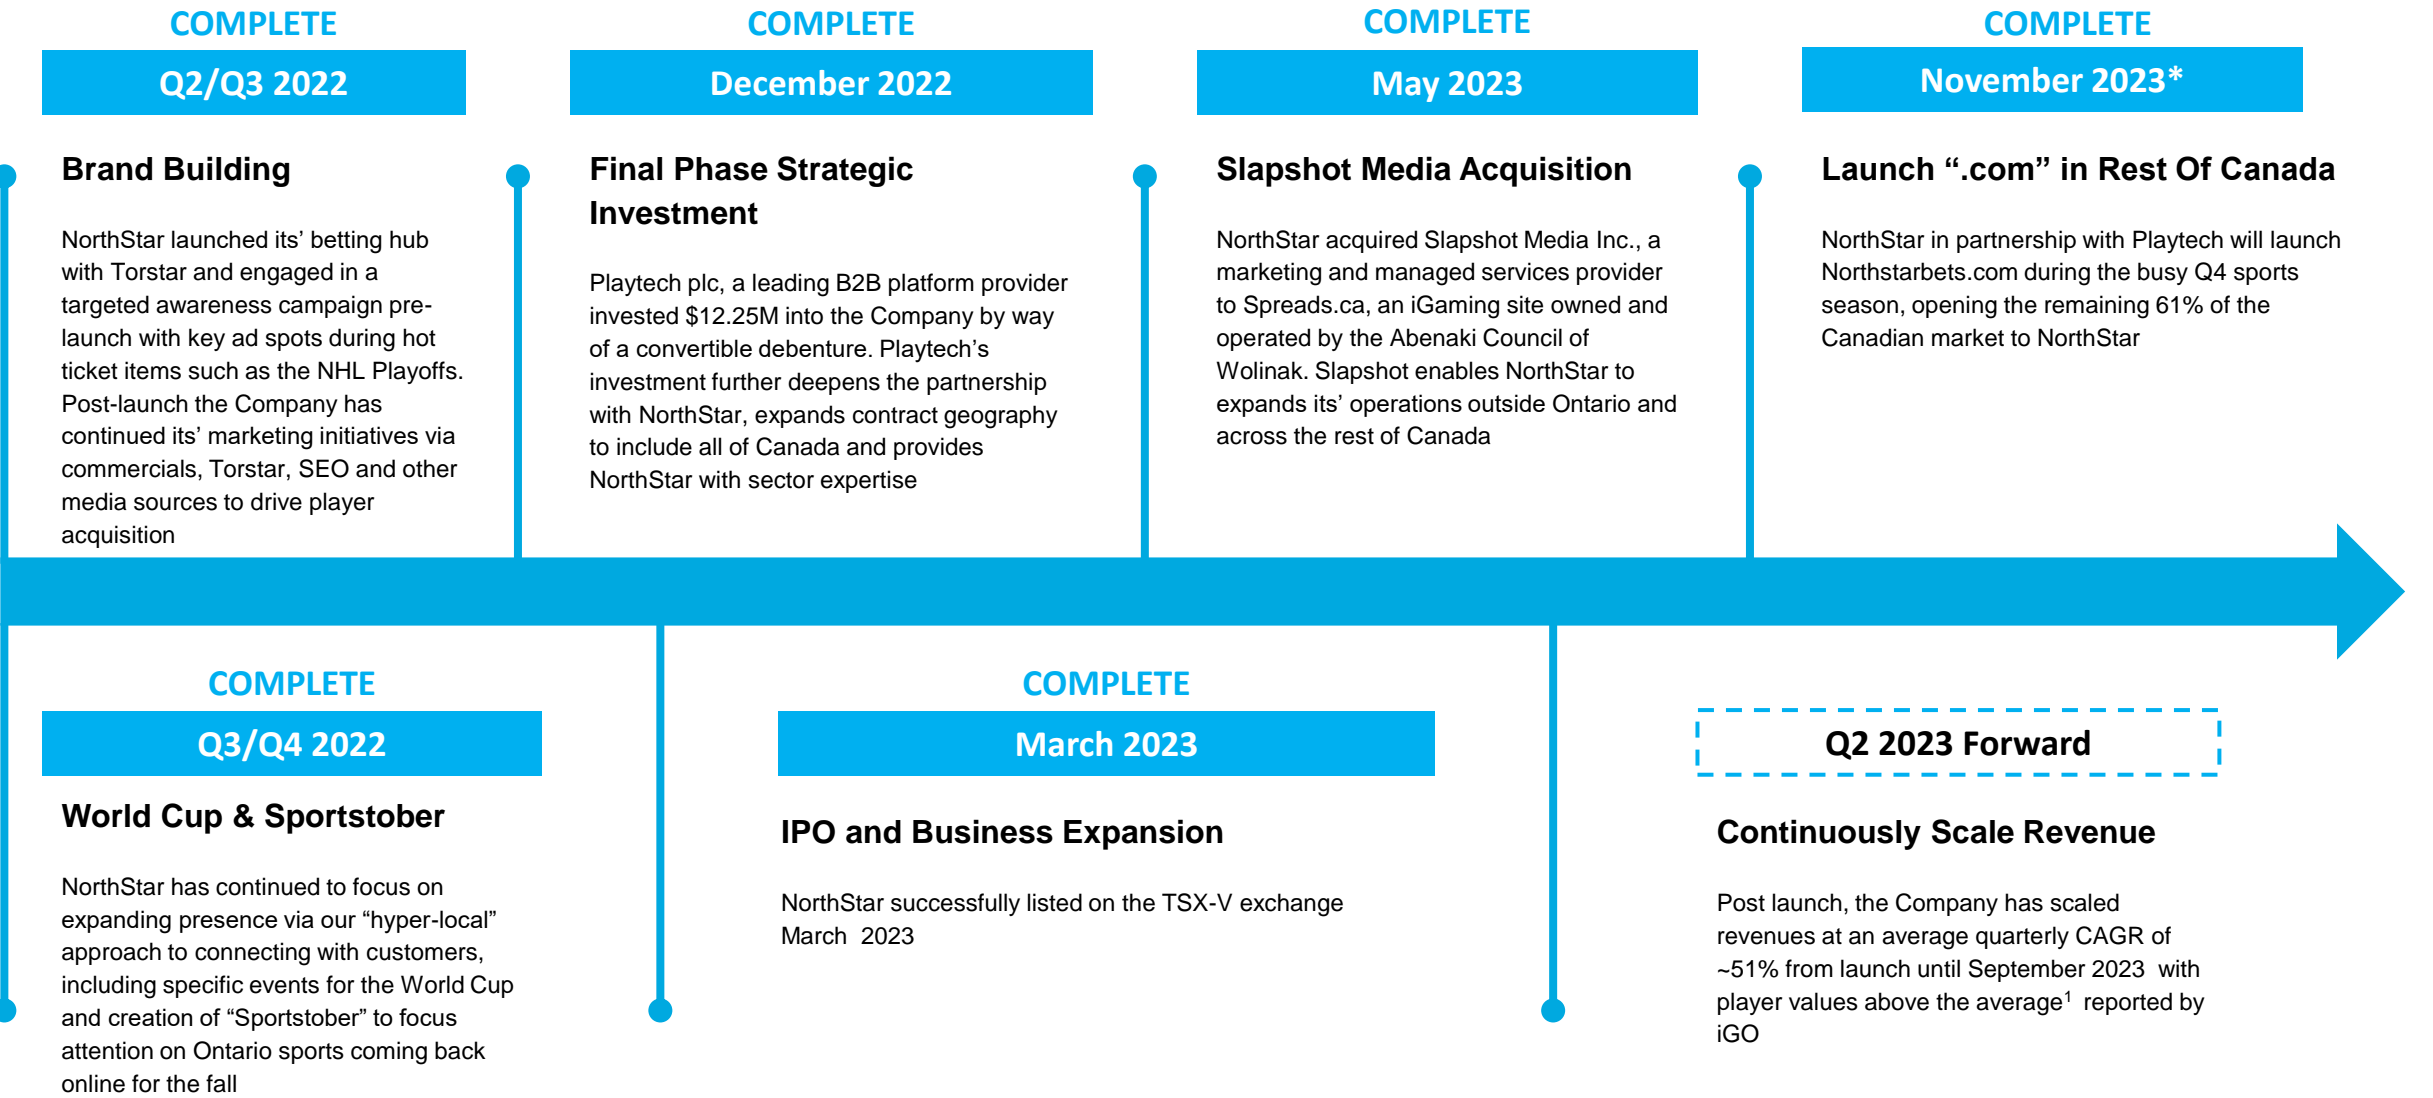 COMPLETE
Q2/Q3 2022
Brand Building
NorthStar launched its’ betting hub
with Torstar and engaged in a
targeted awareness campaign pre-
launch with key ad spots during hot
ticket items such as the NHL Playoffs.
Post-launch the Company has
continued its’ marketing initiatives via
commercials, Torstar, SEO and other
media sources to drive player
acquisition
COMPLETE
December 2022
Final Phase Strategic
Investment
Playtech plc, a leading B2B platform provider
invested $12.25M into the Company by way
of a convertible debenture. Playtech’s
investment further deepens the partnership
with NorthStar, expands contract geography
to include all of Canada and provides
NorthStar with sector expertise
COMPLETE
May 2023
Slapshot Media Acquisition
NorthStar acquired Slapshot Media Inc., a
marketing and managed services provider
to Spreads.ca, an iGaming site owned and
operated by the Abenaki Council of
Wolinak. Slapshot enables NorthStar to
expands its’ operations outside Ontario and
across the rest of Canada
COMPLETE
November 2023*
Launch “.com” in Rest Of Canada
NorthStar in partnership with Playtech will launch
Northstarbets.com during the busy Q4 sports
season, opening the remaining 61% of the
Canadian market to NorthStar
COMPLETE
Q3/Q4 2022
World Cup & Sportstober
NorthStar has continued to focus on
expanding presence via our “hyper-local”
approach to connecting with customers,
including specific events for the World Cup
and creation of “Sportstober” to focus
attention on Ontario sports coming back
online for the fall
COMPLETE
March 2023
IPO and Business Expansion
NorthStar successfully listed on the TSX-V exchange
March  2023
Q2 2023 Forward
Continuously Scale Revenue
Post launch, the Company has scaled
revenues at an average quarterly CAGR of
~51% from launch until September 2023  with
player values above the average¹  reported by
iGO